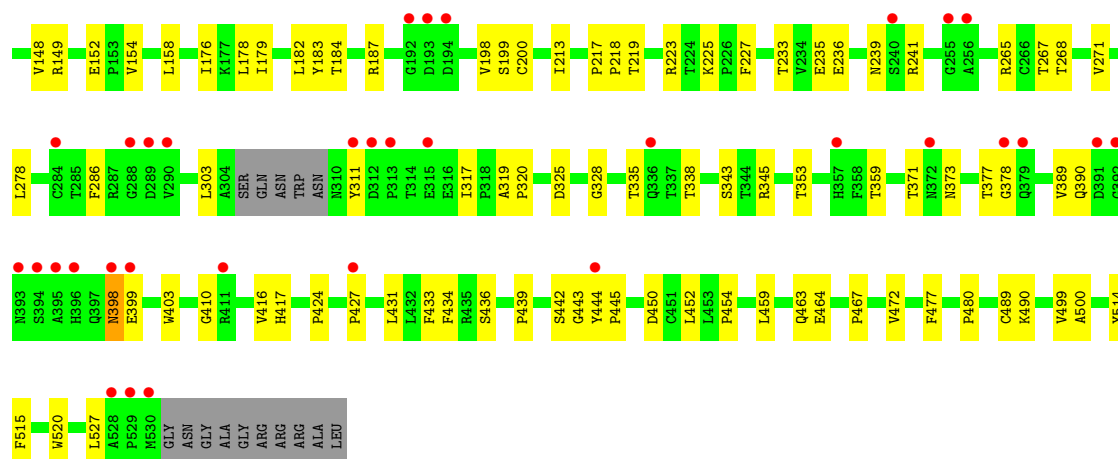 V148 R149 E152 P153 V154 L158 I176 K177 L178 I179 L182 Y183 T184 R187 G192 D193 D194 V198 S199 C200 I213 P217 P218 T219 R223 T224 K225 P226 F227 T233 V234 E235 E236 N239 S240 R241 G255 A256 R265 C266 T267 T268 V271
L278 C284 T285 F286 R287 G288 D289 V290 L303 A304 SER GLN ASN TRP ASN N310 Y311 D312 P313 T314 E315 E316 I317 P318 A319 P320 D325 G328 T335 Q336 T337 T338 S343 T344 R345 T353 H357 F358 T359 T371 N372 N373 T377 G378 Q379 V389 Q390 D391
N393 S394 A395 H396 Q397 N398 E399 W403 G410 R411 V416 H417 P424 P427 L431 L432 F433 F434 R435 S436 P439 S442 G443 Y444 P445 D450 C451 L452 L453 P454 L459 Q463 E464 P467 V472 F477 P480 C489 K490 V499 A500
F515 W520 L527 A528 P529 M530 GLY ASN GLY ALA GLY ARG ARG ARG ALA LEU